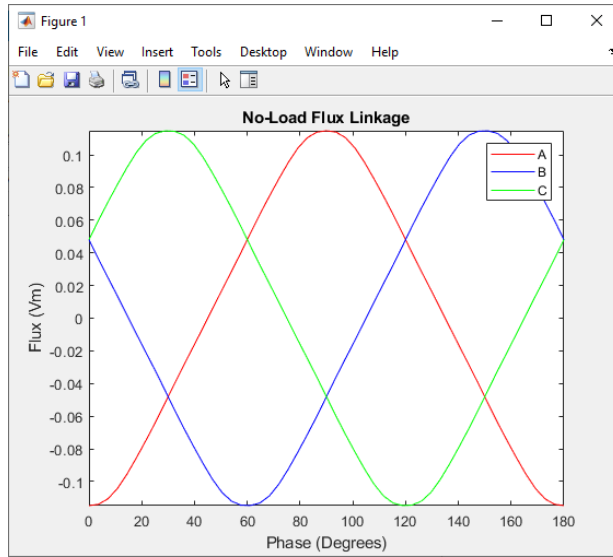 Figure 1
File Edit View Insert Tools Desktop Window Help
No-Load Flux Linkage
A
B
C
0.1
0.08
0.06
0.04
0.02
0
-0.02
-0.04
-0.06
-0.08
-0.1
Flux (Vm)
0 20 40 60 80 100 120 140 160 180
Phase (Degrees)